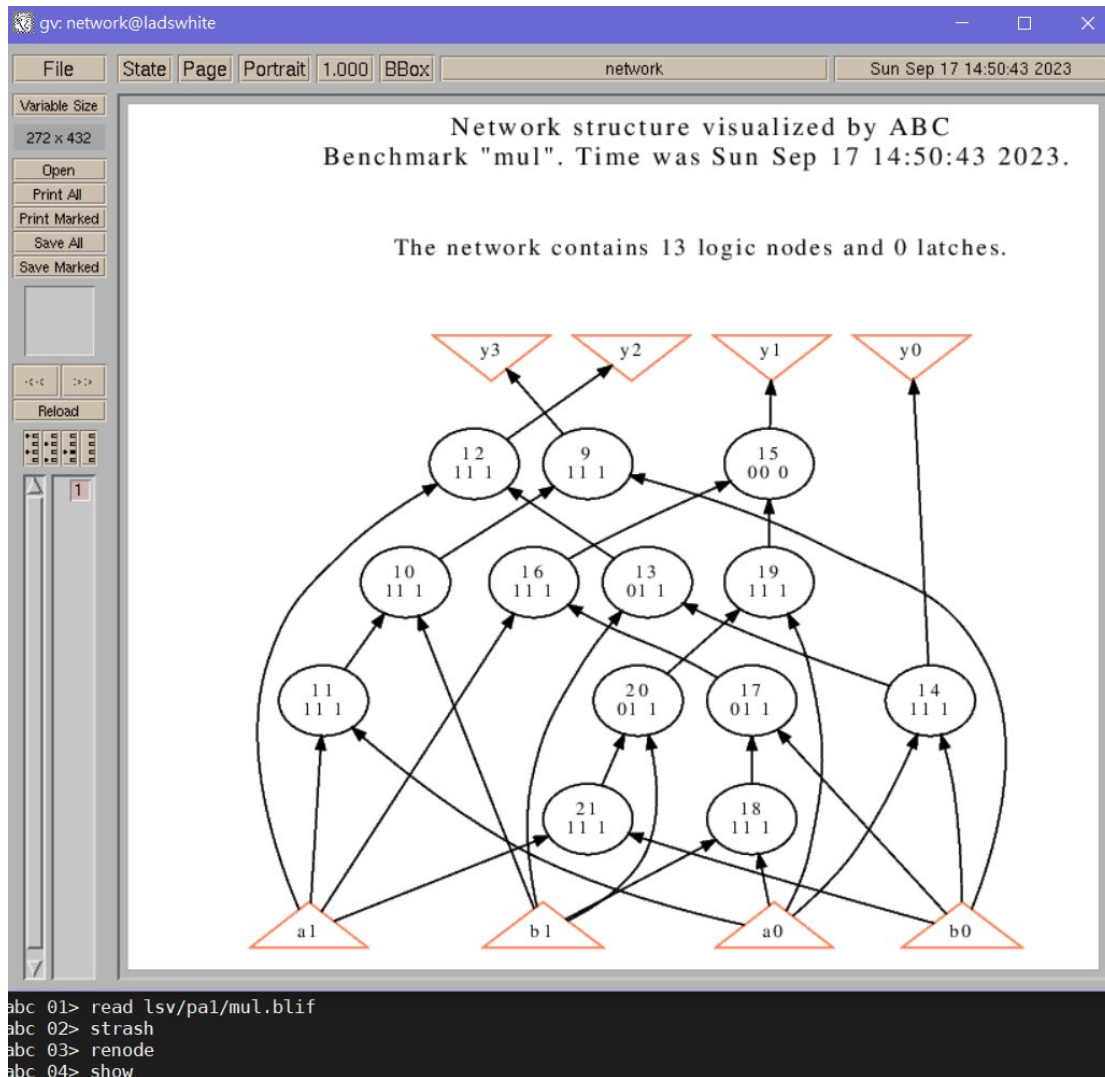 gv: network@ladswhite
File State Page Portrait 1.000 BBox network Sun Sep 17 14:50:43 2023
Variable Size
272 x 432
Open
Print All
Print Marked
Save All
Save Marked
Reload
1
Network structure visualized by ABC
Benchmark "mul". Time was Sun Sep 17 14:50:43 2023.
The network contains 13 logic nodes and 0 latches.
y3 y2 y1 y0
12 9 15
11 1 11 1 00 0
10 16 13 19
11 1 11 1 01 1 11 1
11 20 17 14
11 1 01 1 01 1 11 1
21 18
11 1 11 1
a1 b1 a0 b0
abc 01> read lsv/pa1/mul.blif
abc 02> strash
abc 03> renode
abc 04> show